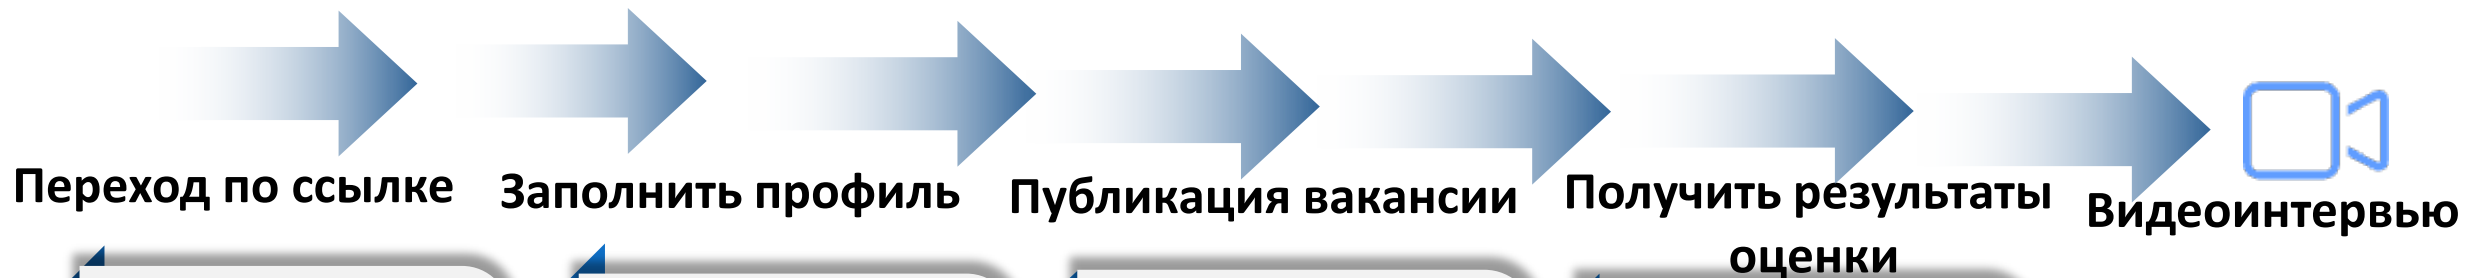 Переход по ссылке
Заполнить профиль
Публикация вакансии
Получить результаты
оценки
Видеоинтервью